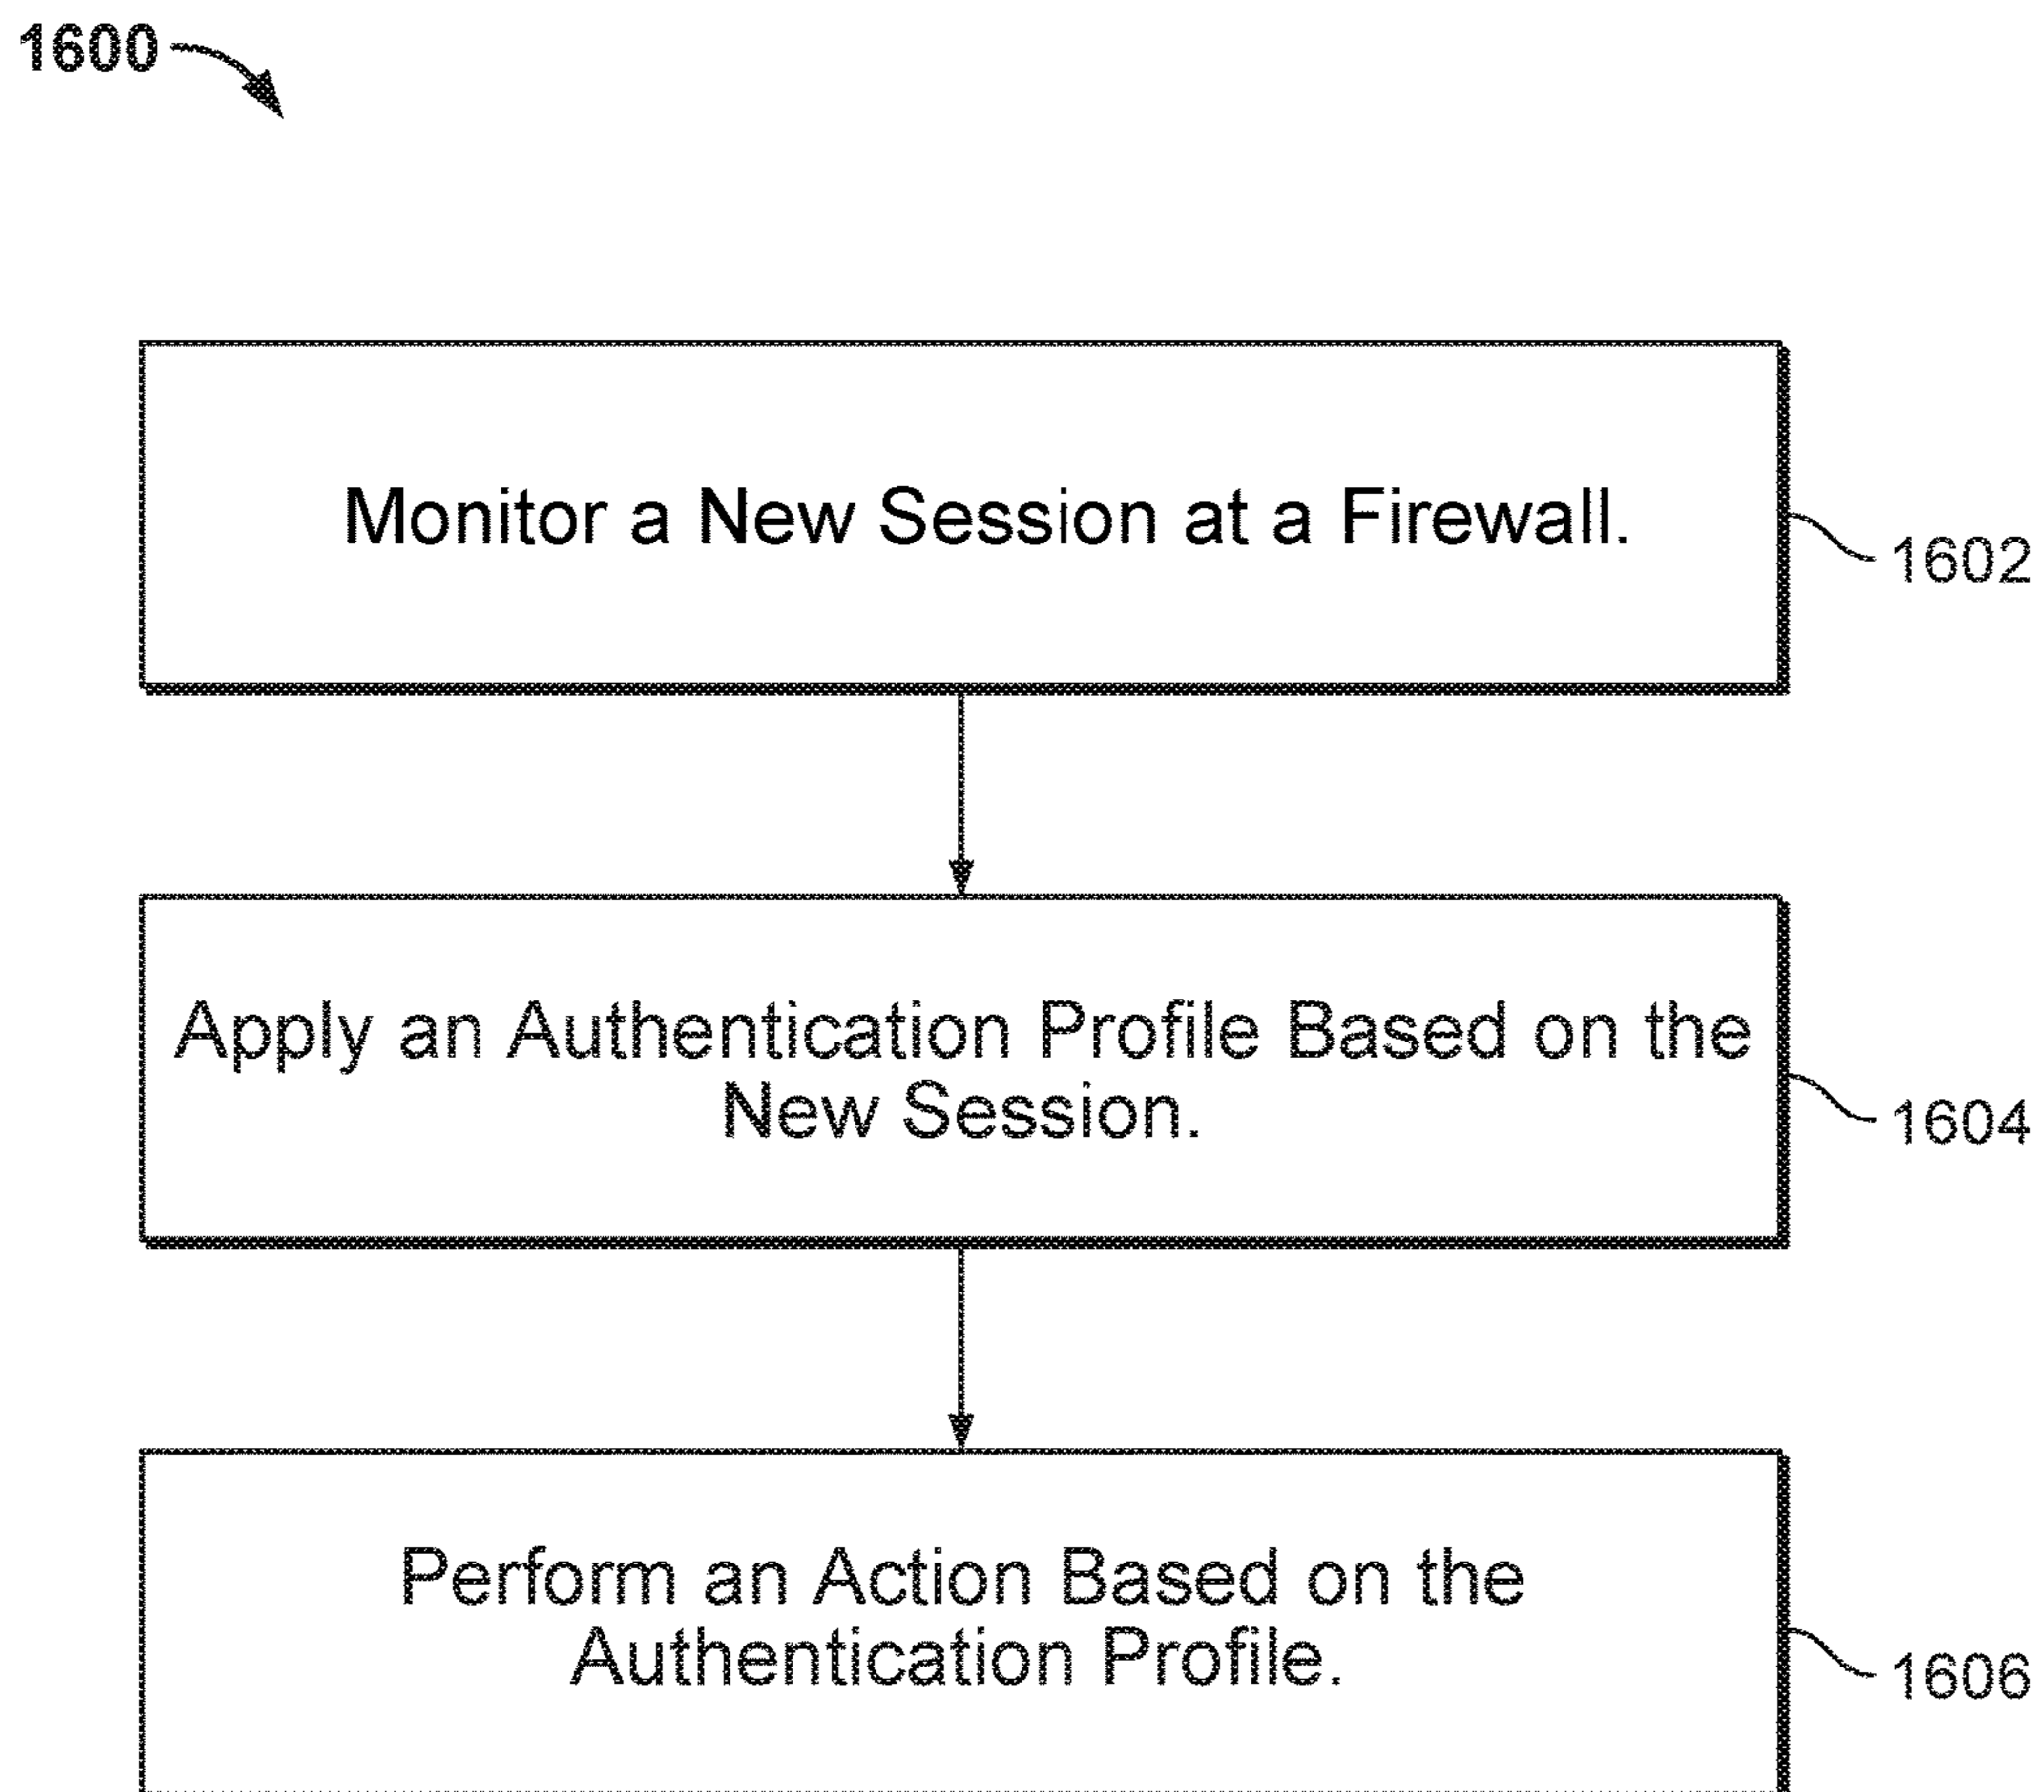 1600
Monitor a New Session at a Firewall.
1602
Apply an Authentication Profile Based on the
New Session.
1604
Perform an Action Based on the
Authentication Profile.
1606